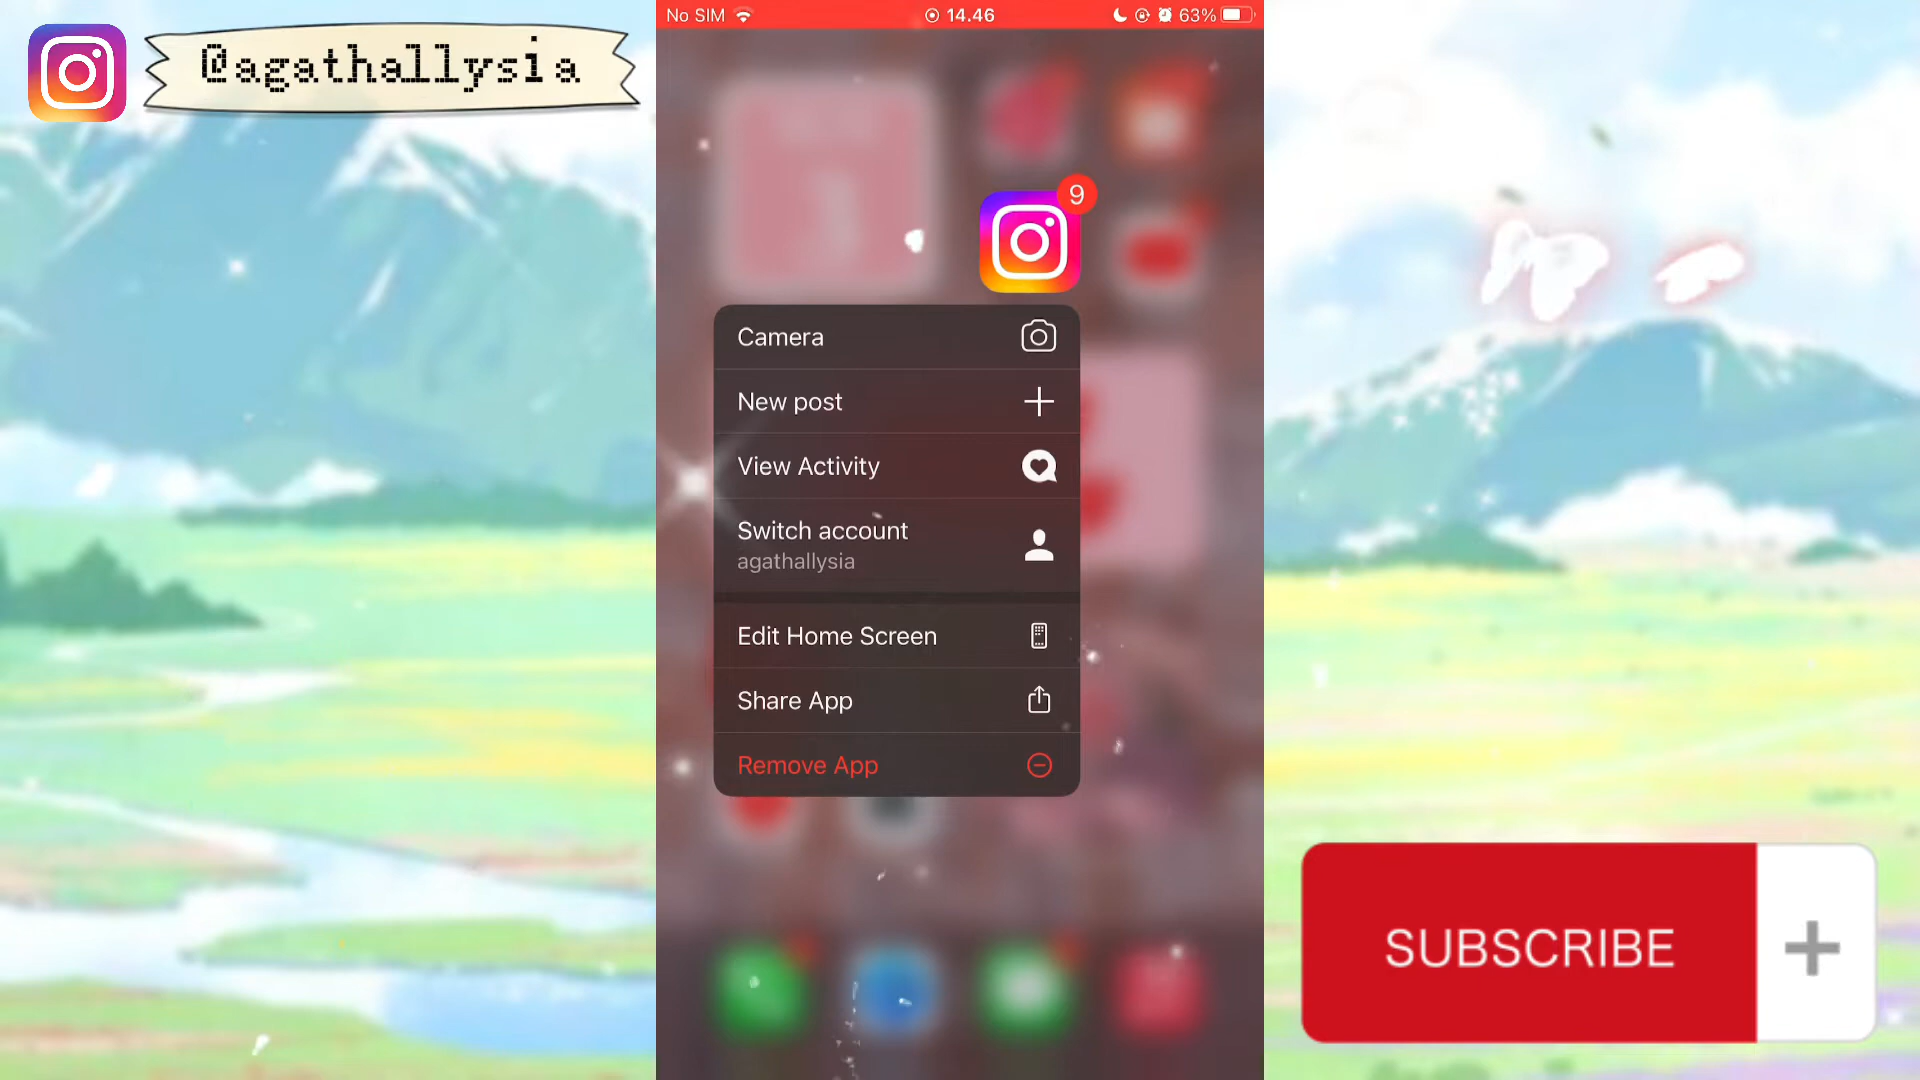 @agathallysia
No SIM 14.46 63%
9
Camera
New post
View Activity
Switch account
agathallysia
Edit Home Screen
Share App
Remove App
SUBSCRIBE